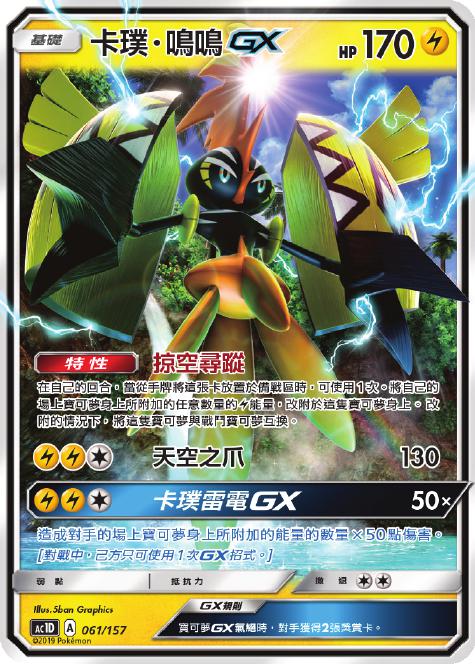 基礎 卡璞・鳴鳴GX HP 170
特性 掠空尋蹤
在自己的回合,當從手牌將這張卡放置於備戰區時,可使用1次。將自己的
場上寶可夢身上所附加的任意數量的⚡能量,改附於這隻寶可夢身上。改
附的情況下,將這隻寶可夢與戰鬥寶可夢互換。
天空之爪 130
卡璞雷電GX 50×
造成對手的場上寶可夢身上所附加的能量的數量×50點傷害。
[對戰中,己方只可使用1次GX招式。]
弱點 抵抗力 撤退
Illus. 5ban Graphics
GX規則
AC1D A 061/157
寶可夢GX氣絕時,對手獲得2張獎賞卡。
©2019 Pokémon